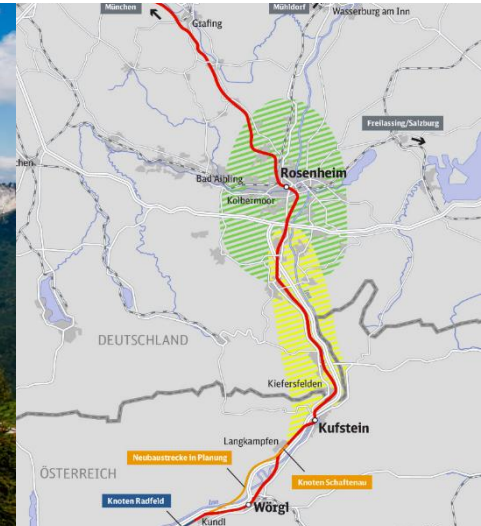 München
Mühldorf
Grafing
Wasserburg am Inn
Freilassing/Salzburg
Rosenheim
Bad Aibling
Kolbermoor
DEUTSCHLAND
Kiefersfelden
Kufstein
Langkampfen
Neubaustrecke in Planung
ÖSTERREICH
Knoten Schaftenau
Knoten Radfeld
Inn
Wörgl
Kundl